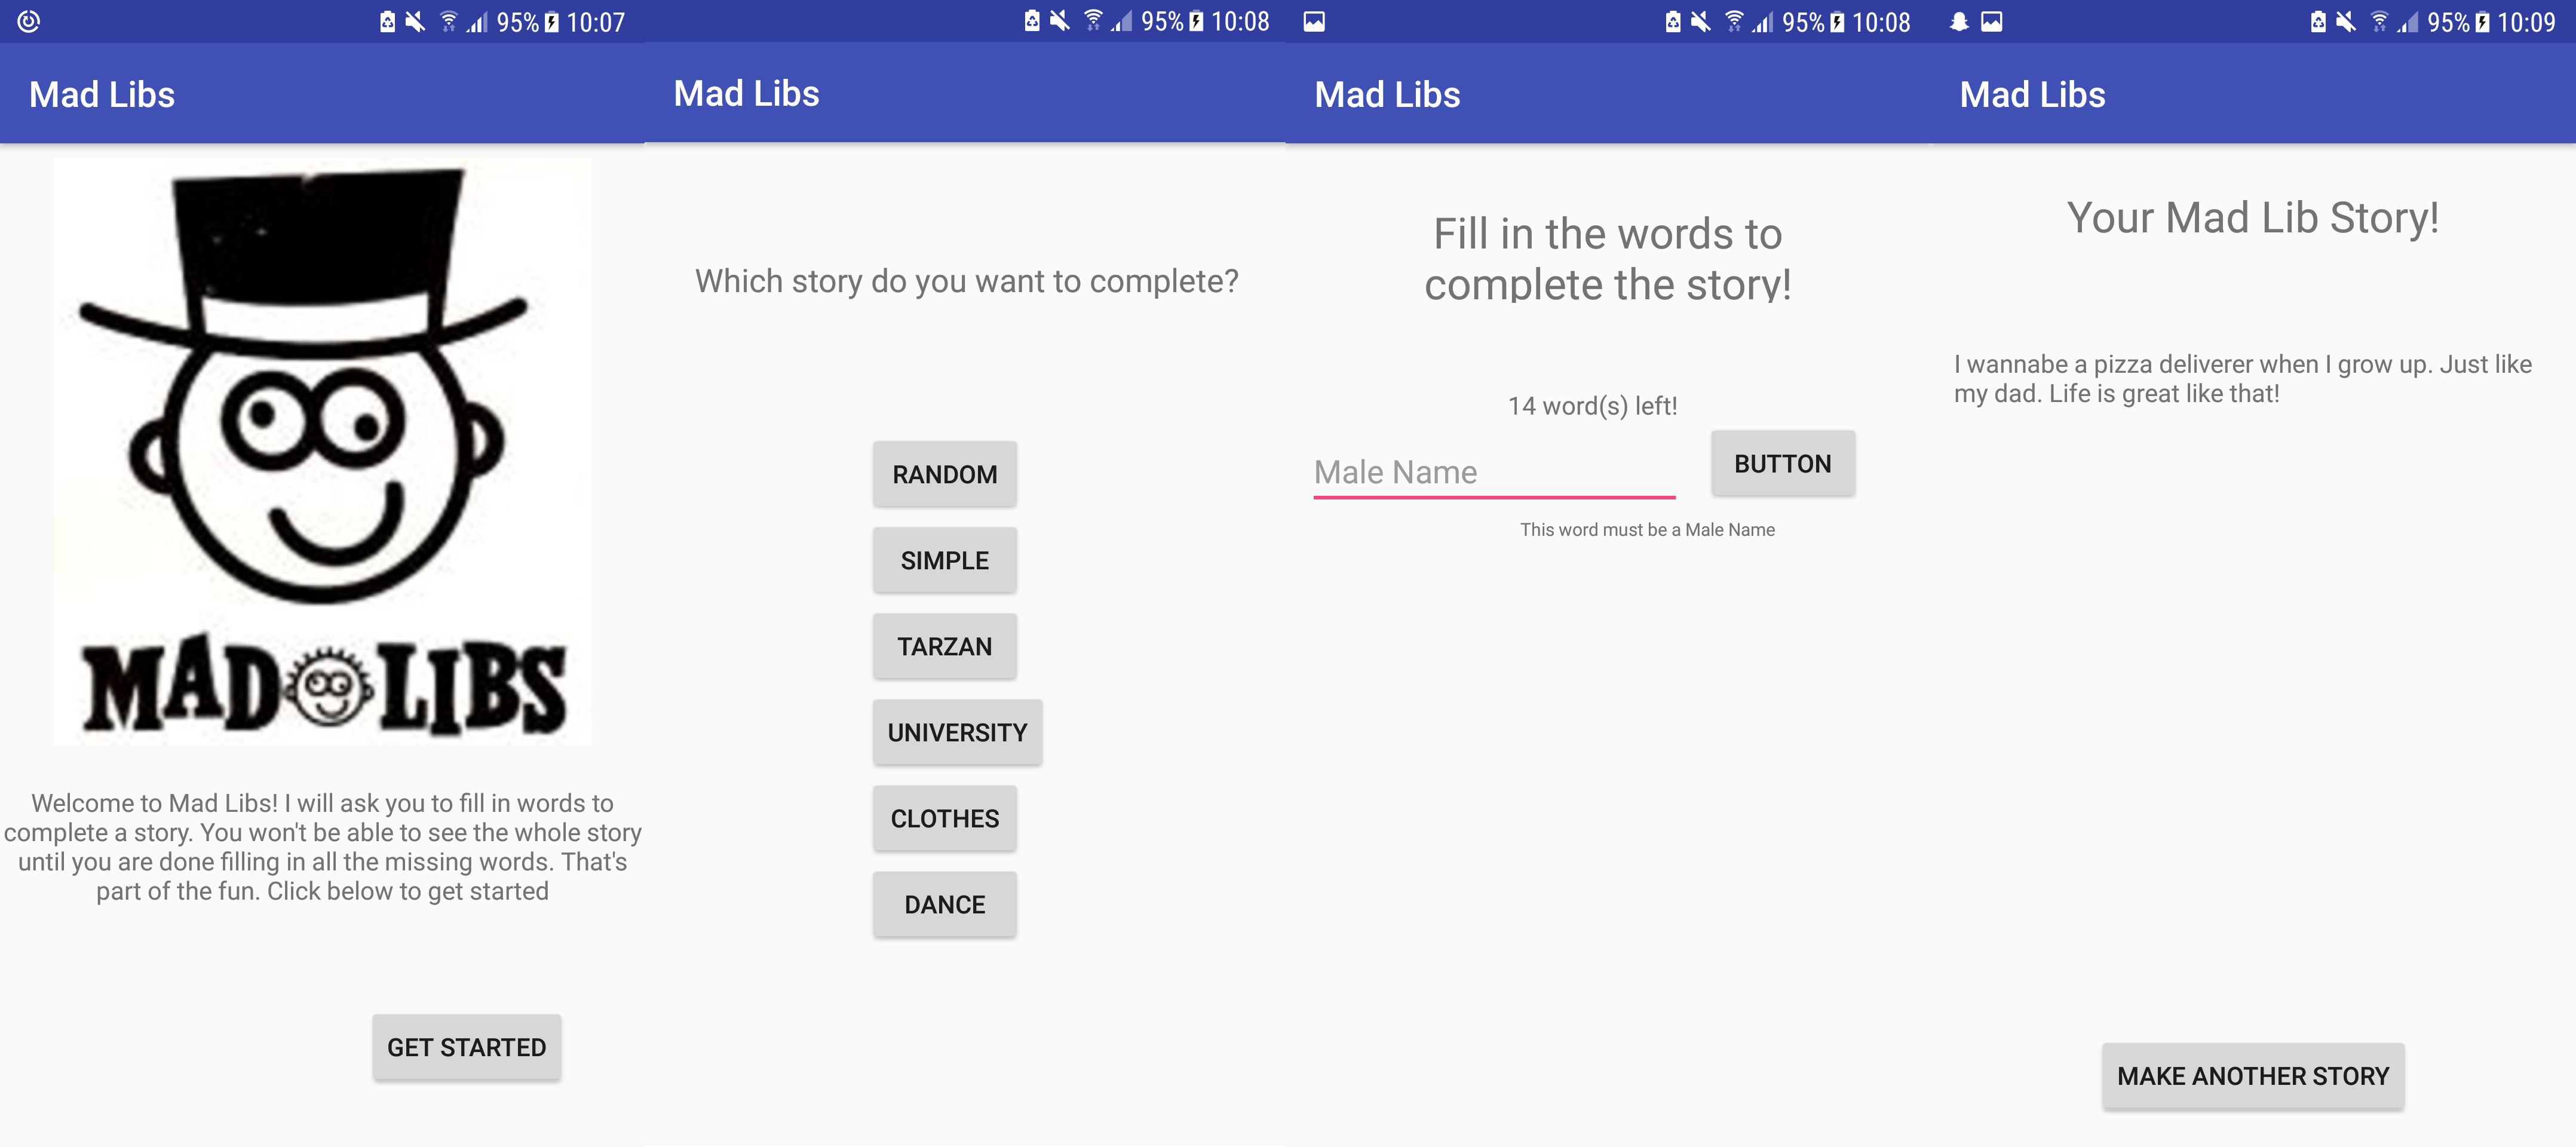 95% 10:07
Mad Libs
MAD LIBS
Welcome to Mad Libs! I will ask you to fill in words to
complete a story. You won't be able to see the whole story
until you are done filling in all the missing words. That's
part of the fun. Click below to get started
GET STARTED
95% 10:08
Mad Libs
Which story do you want to complete?
RANDOM
SIMPLE
TARZAN
UNIVERSITY
CLOTHES
DANCE
95% 10:08
Mad Libs
Fill in the words to
complete the story!
14 word(s) left!
Male Name
BUTTON
This word must be a Male Name
95% 10:09
Mad Libs
Your Mad Lib Story!
I wannabe a pizza deliverer when I grow up. Just like
my dad. Life is great like that!
MAKE ANOTHER STORY